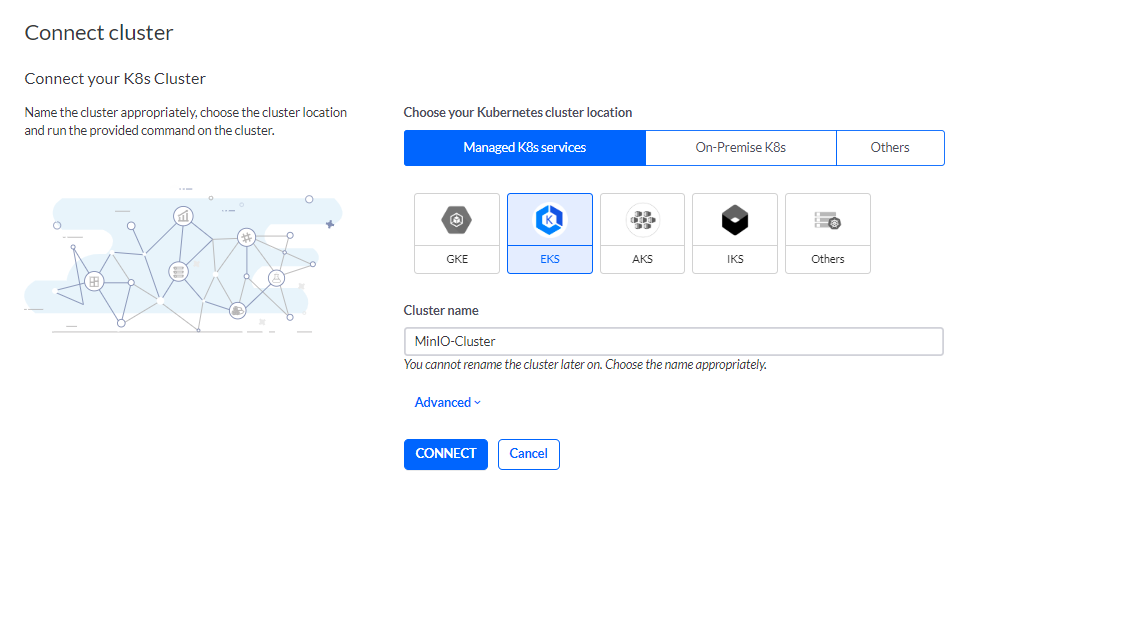 Connect cluster
Connect your K8s Cluster
Name the cluster appropriately, choose the cluster location
and run the provided command on the cluster.
Choose your Kubernetes cluster location
Managed K8s services
On-Premise K8s
Others
GKE
K
EKS
AKS
IKS
Others
Cluster name
MinIO-Cluster
You cannot rename the cluster later on. Choose the name appropriately.
Advanced
CONNECT
Cancel